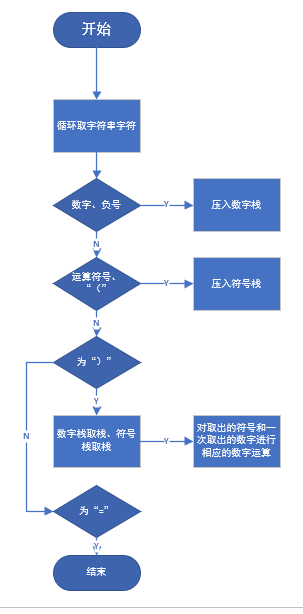 开始
循环取字符串字符
数字、负号
Y
压入数字栈
N
运算符号、
“（”
Y
压入符号栈
N
为“）”
Y
数字栈取栈、符号
栈取栈
Y
对取出的符号和一
次取出的数字进行
相应的数字运算
N
为“=”
Y
结束